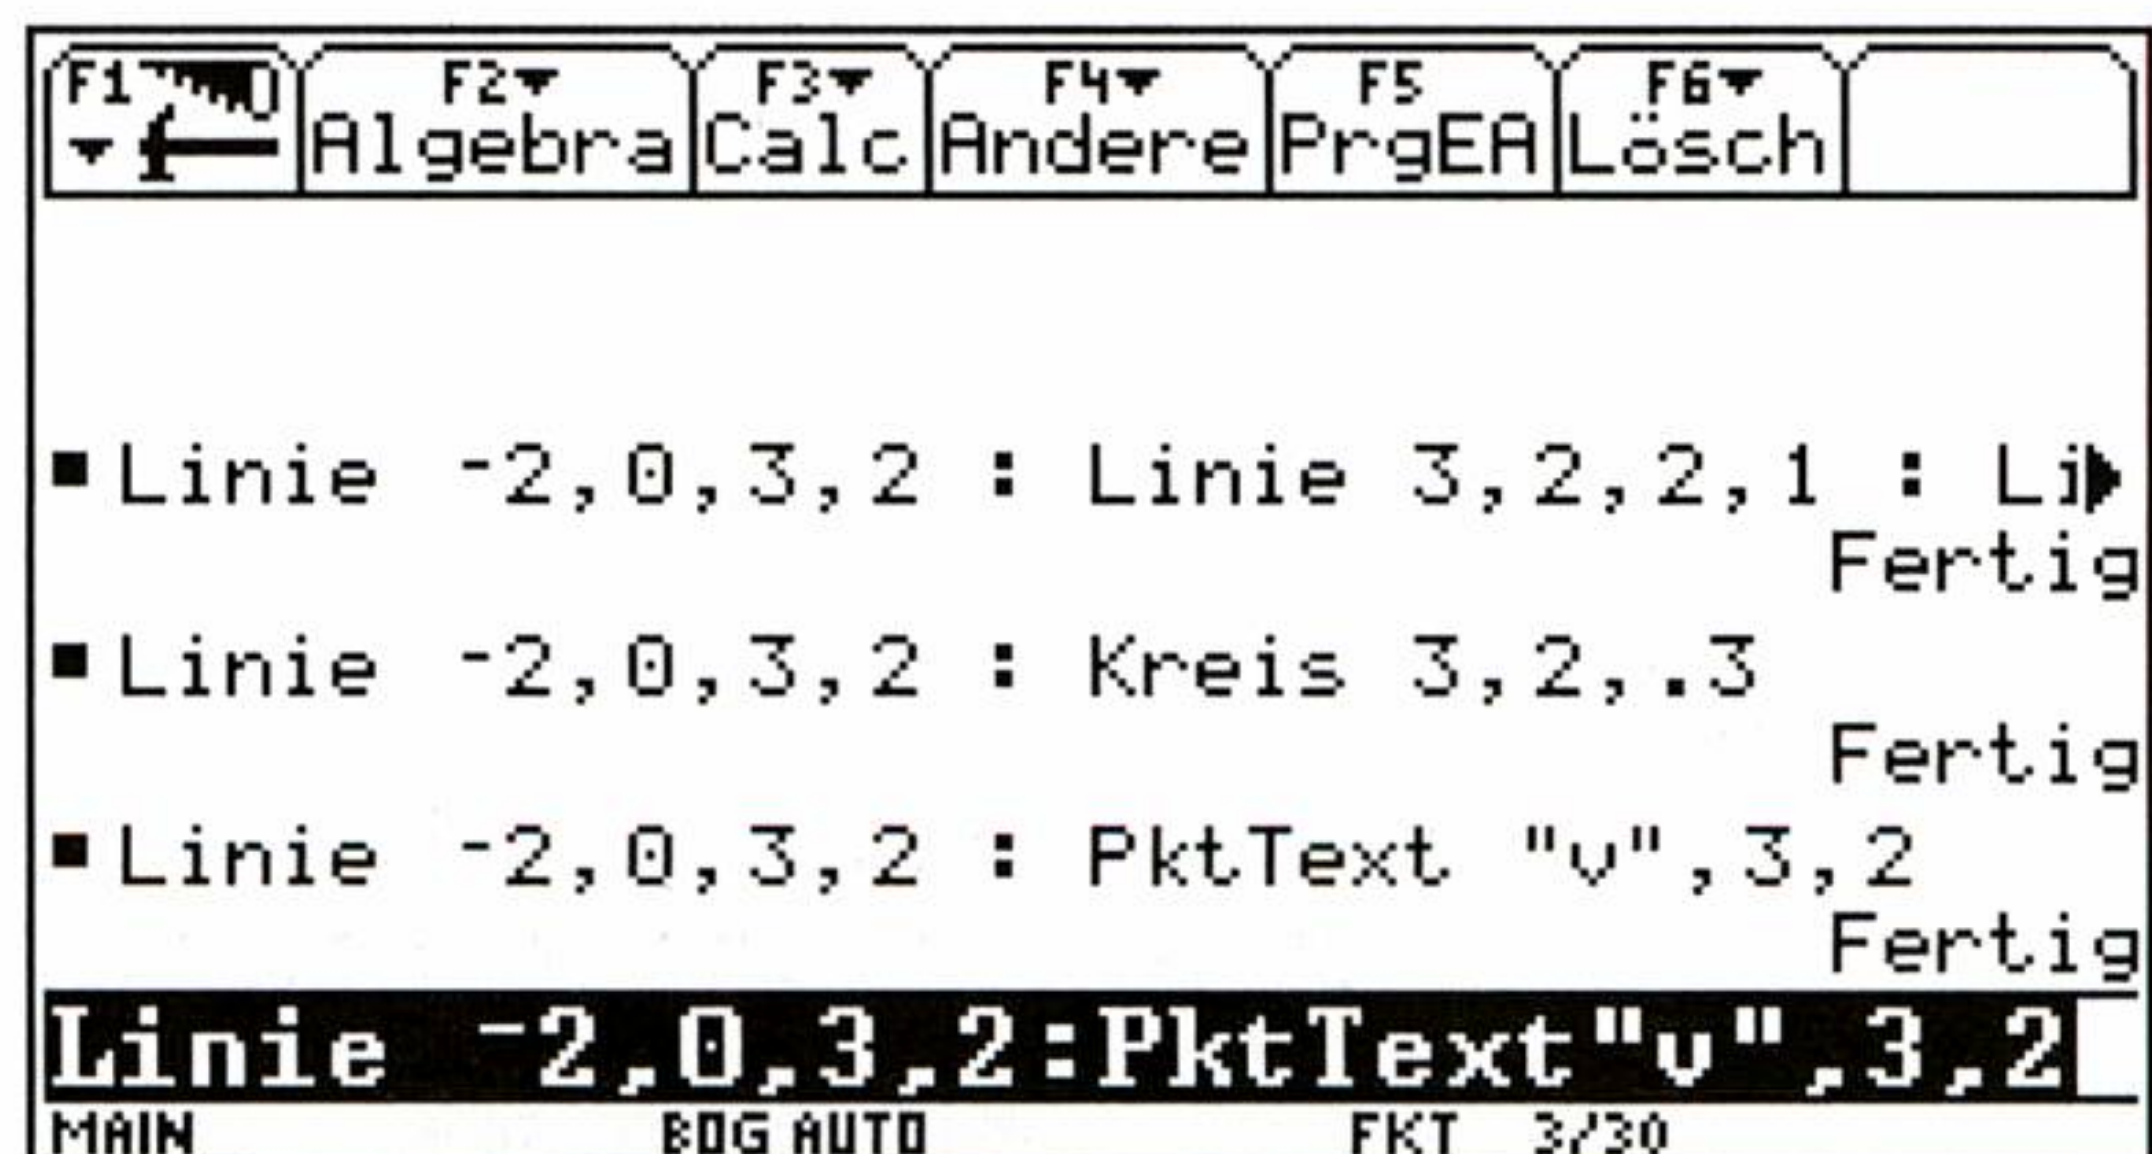 F1 F2 F3 F4 F5 F6
Algebra Calc Andere PrgEA Lösch
Linie ⁻2,0,3,2 : Linie 3,2,2,1 : Li
Fertig
Linie ⁻2,0,3,2 : Kreis 3,2,.3
Fertig
Linie ⁻2,0,3,2 : PktText "v",3,2
Fertig
Linie ⁻2,0,3,2:PktText"v",3,2
MAIN BOG AUTO FKT 3/30